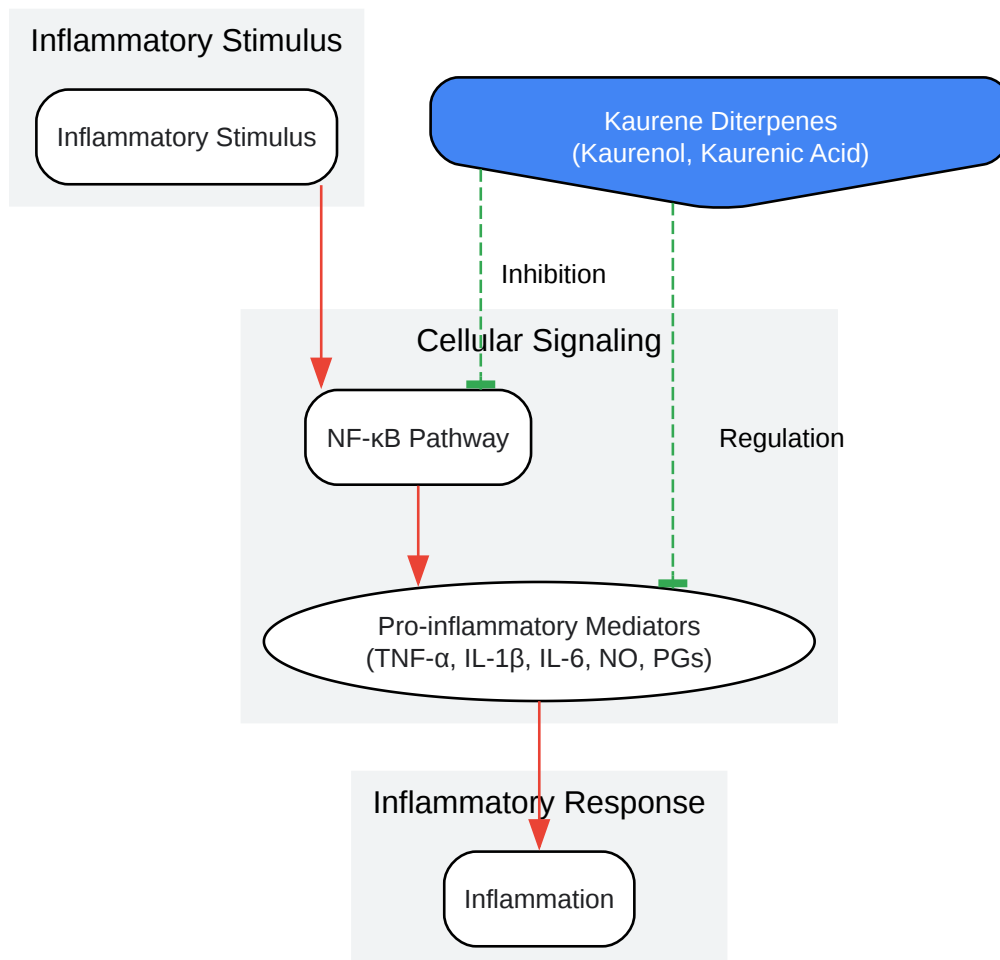 Inflammatory Stimulus
Inflammatory Stimulus
Kaurene Diterpenes
(Kaurenol, Kaurenic Acid)
Inhibition
Cellular Signaling
NF-κB Pathway
Regulation
Pro-inflammatory Mediators
(TNF-α, IL-1β, IL-6, NO, PGs)
Inflammatory Response
Inflammation